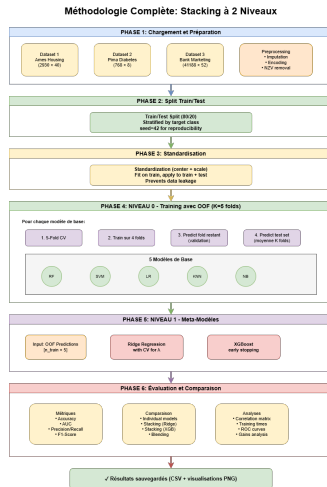 Méthodologie Complète: Stacking à 2 Niveaux
PHASE 1: Chargement et Préparation
Dataset 1
Ames Housing
(2930 × 48)
Dataset 2
Pima Diabetes
(768 × 8)
Dataset 3
Bank Marketing
(41188 × 52)
Preprocessing
• Imputation
• Encoding
• NZV removal
PHASE 2: Split Train/Test
Train/Test Split (80/20)
Stratified by target class
seed=42 for reproducibility
PHASE 3: Standardisation
Standardization (center + scale)
Fit on train, apply to train + test
Prevents data leakage
PHASE 4: NIVEAU 0 - Training avec OOF (K=5 folds)
Pour chaque modèle de base:
1. 5-Fold CV
2. Train sur 4 folds
3. Predict fold restant
(validation)
4. Predict test set
(moyenne K folds)
5 Modèles de Base
RF
SVM
LR
KNN
NB
PHASE 5: NIVEAU 1 - Meta-Modèles
Input: OOF Predictions
(n_train × 5)
Ridge Regression
with CV for λ
XGBoost
early stopping
PHASE 6: Évaluation et Comparaison
Métriques
• Accuracy
• AUC
• Precision/Recall
• F1-Score
Comparaison
• Individual models
• Stacking (Ridge)
• Stacking (XGB)
• Blending
Analyses
• Correlation matrix
• Training times
• ROC curves
• Gains analysis
✓ Résultats sauvegardés (CSV + visualisations PNG)